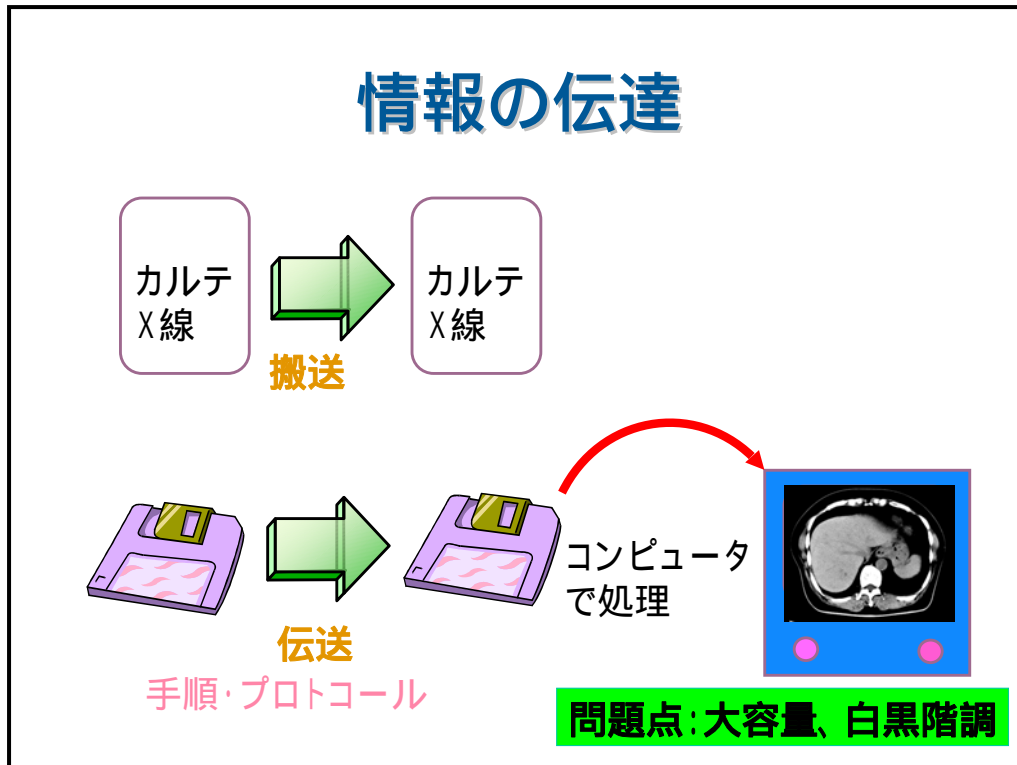 情報の伝達
カルテ
X線
カルテ
X線
搬送
コンピュータ
で処理
伝送
手順・プロトコール
問題点:大容量、白黒階調